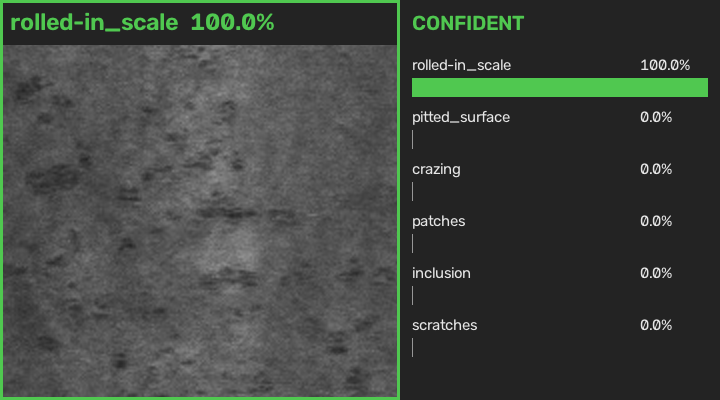 rolled-in_scale 100.0%
CONFIDENT
rolled-in_scale 100.0%
pitted_surface 0.0%
crazing 0.0%
patches 0.0%
inclusion 0.0%
scratches 0.0%